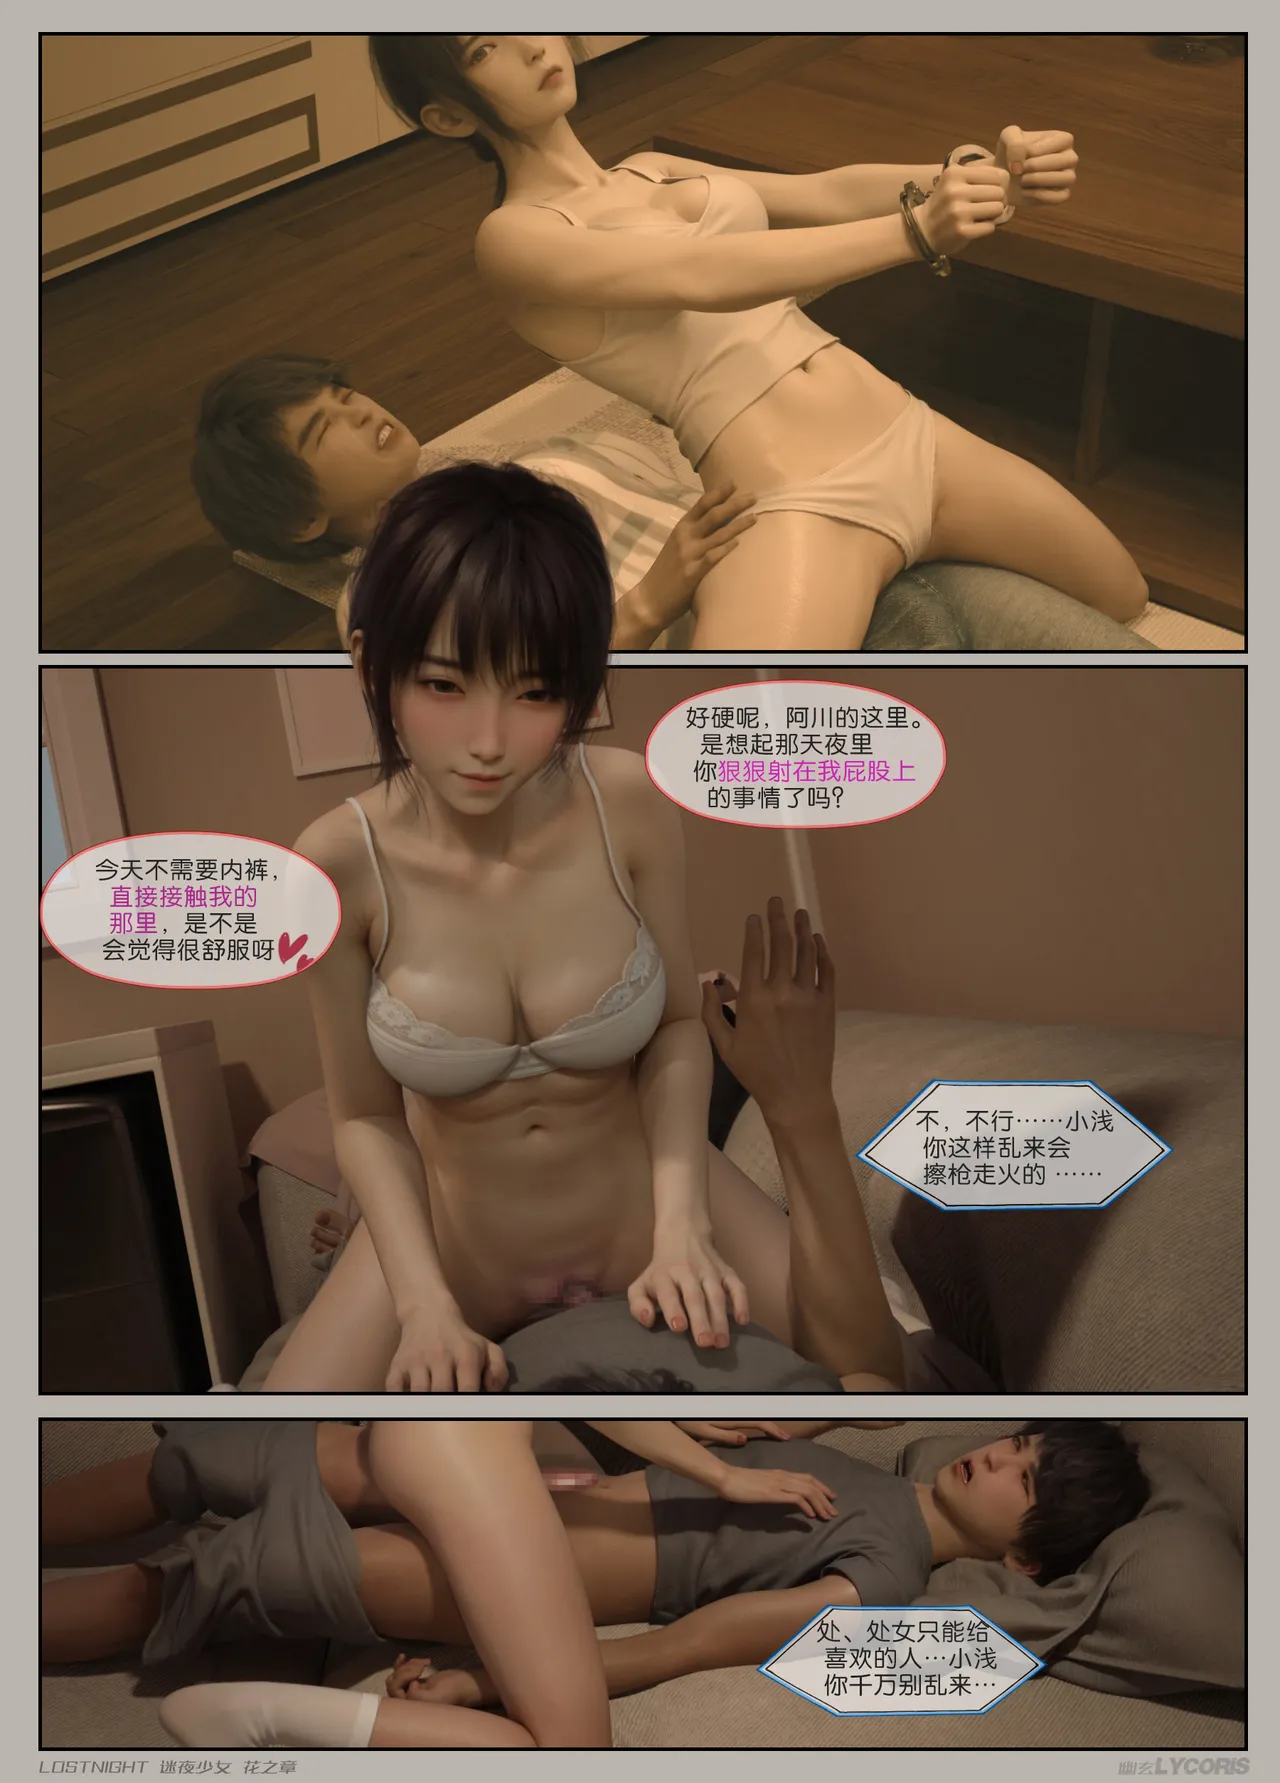 好硬呢，阿川的这里。
是想起那天夜里
你狠狠射在我屁股上
的事情了吗？
今天不需要内裤，
直接接触我的
那里，是不是
会觉得很舒服呀
不，不行……小浅
你这样乱来会
擦枪走火的 ……
处、处女只能给
喜欢的人…小浅
你千万别乱来…
LOSTNIGHT 迷夜少女 花之章
幽玄LYCORIS